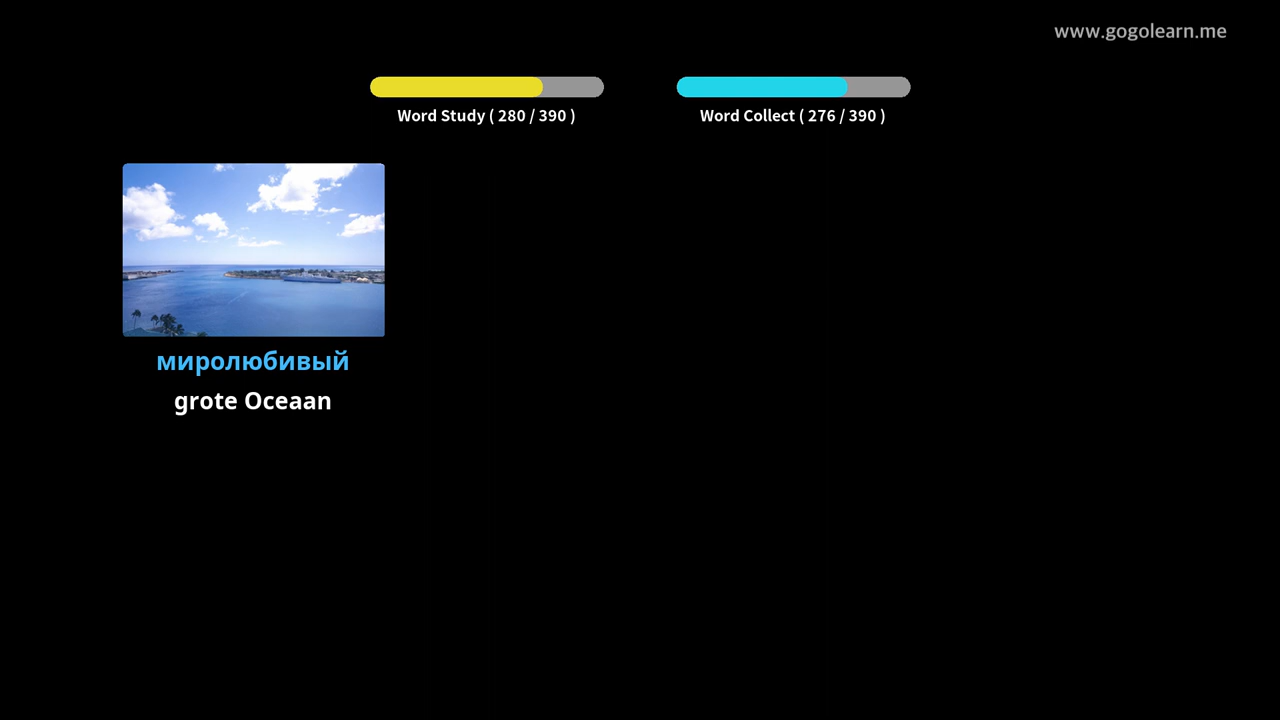 www.gogolearn.me
Word Study ( 280 / 390 )
Word Collect ( 276 / 390 )
миролюбивый
grote Oceaan